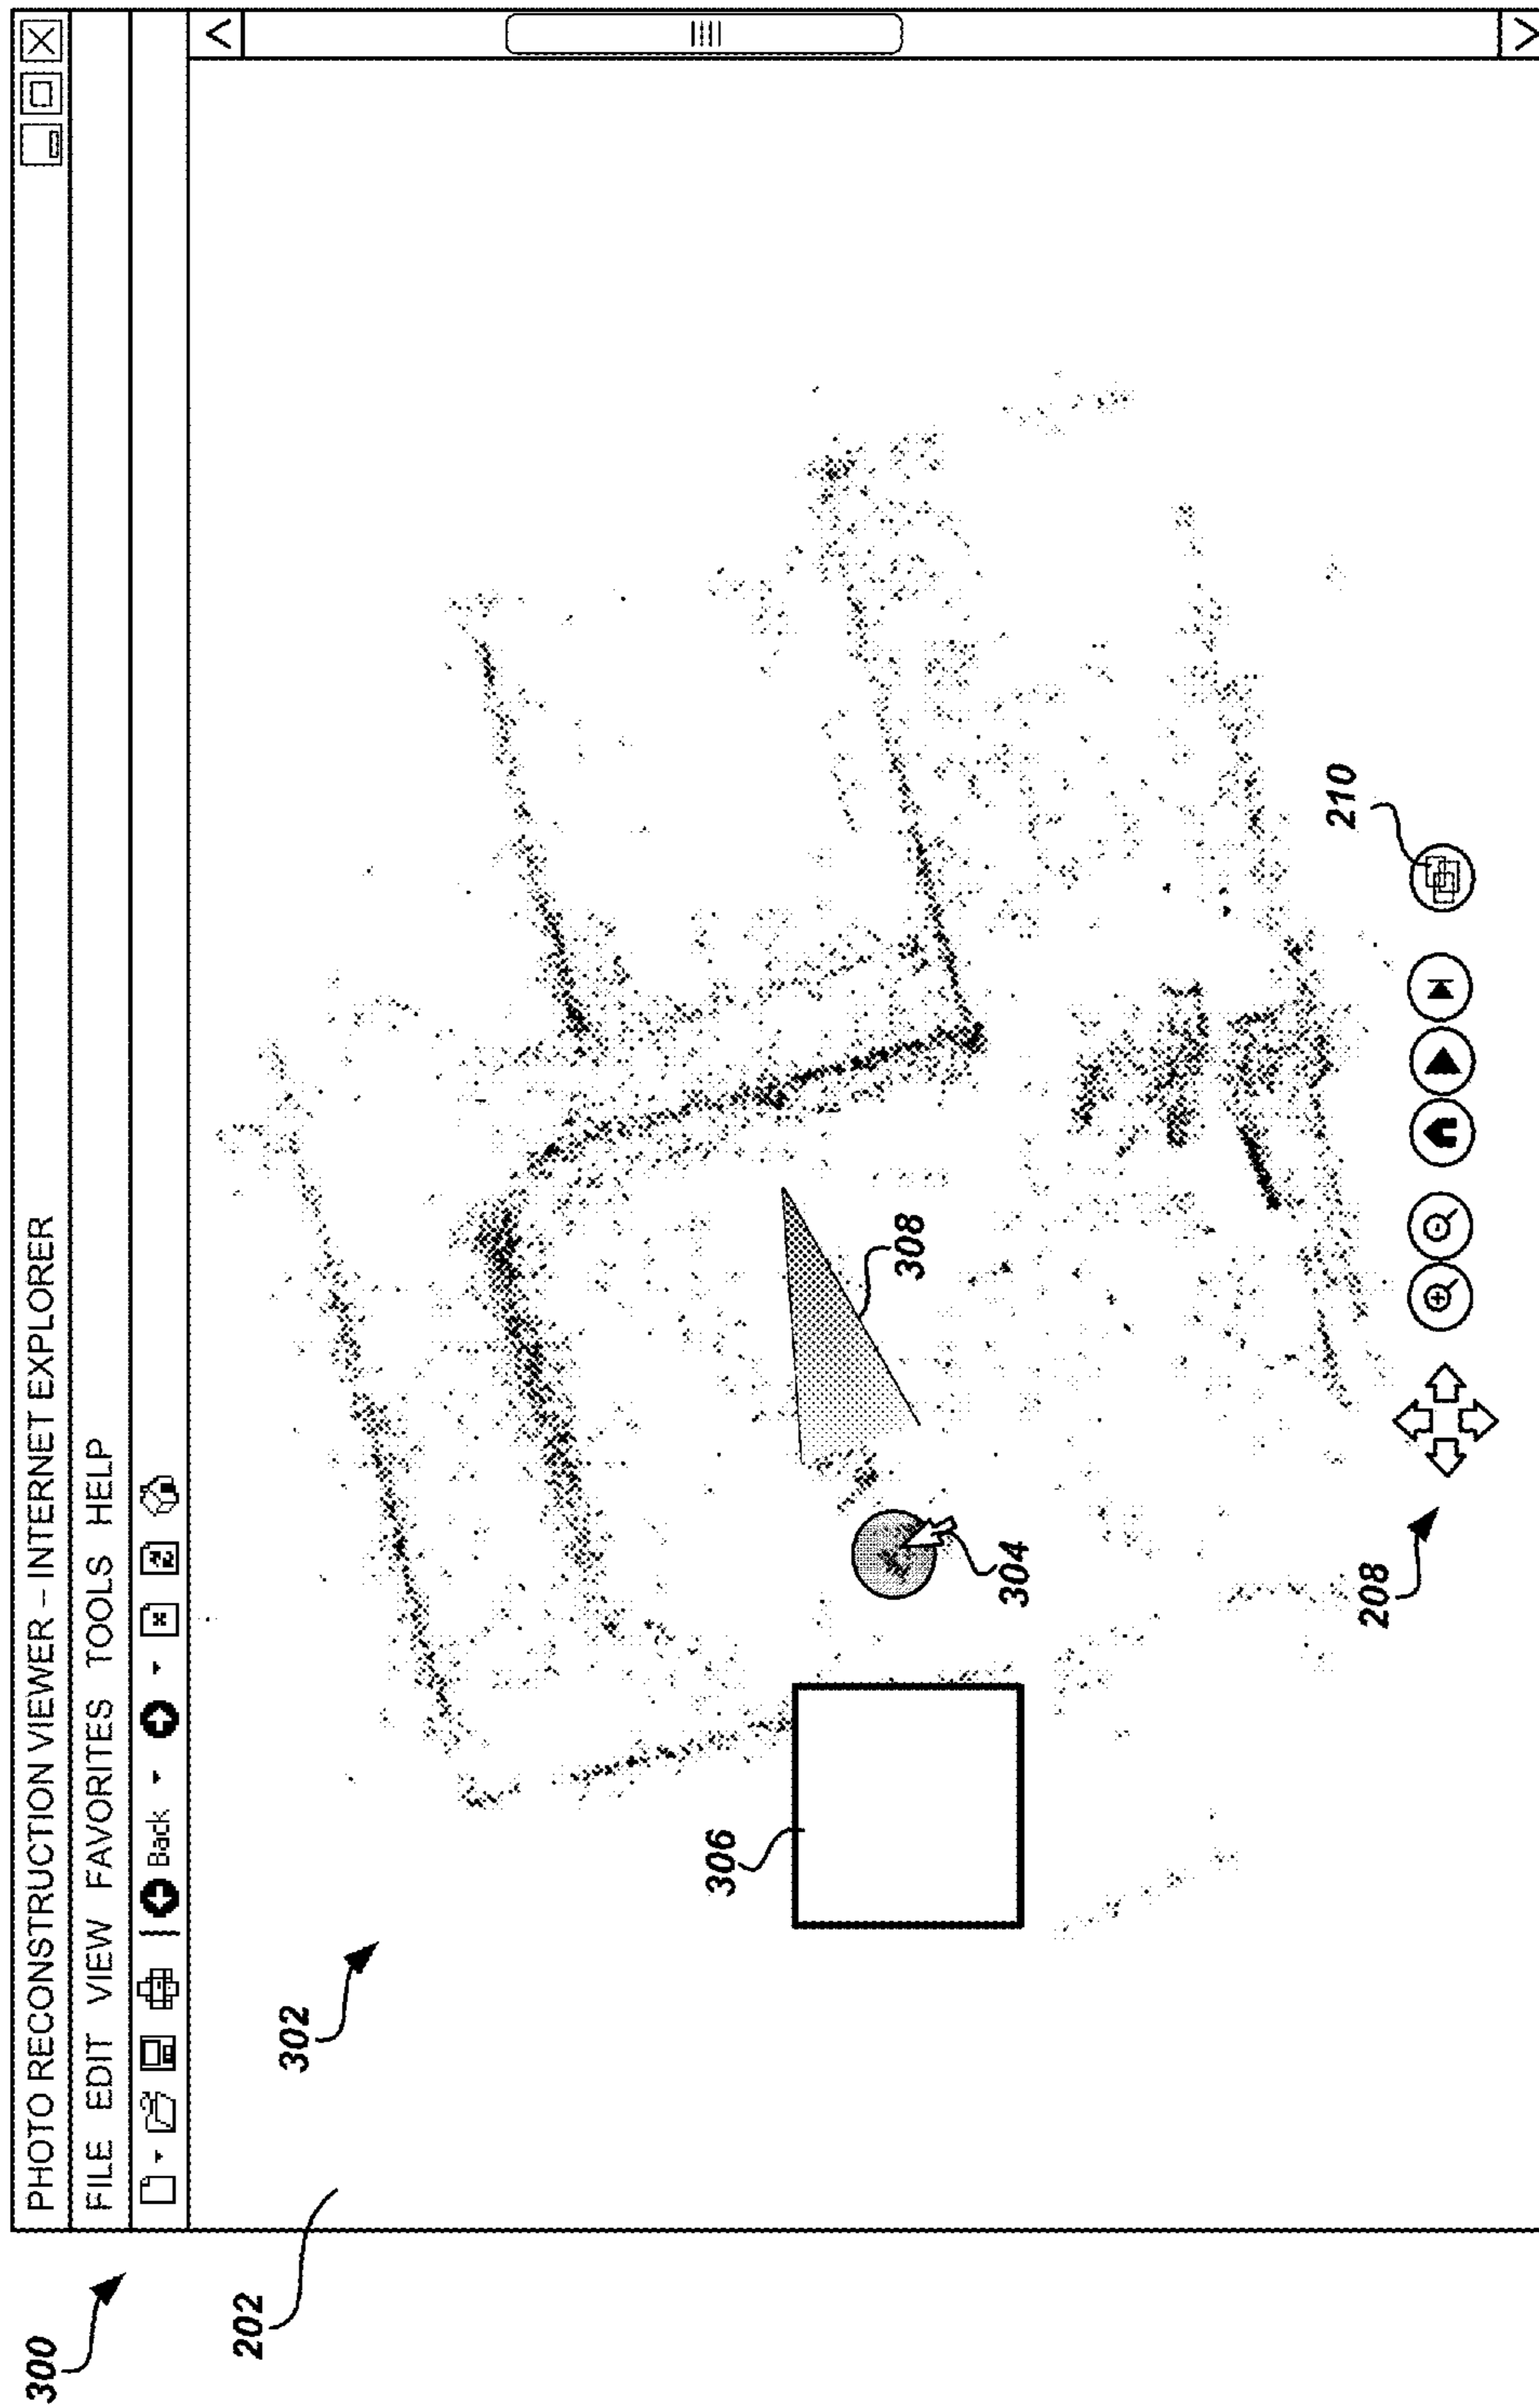 300
PHOTO RECONSTRUCTION VIEWER – INTERNET EXPLORER
FILE EDIT VIEW FAVORITES TOOLS HELP
Back
202
302
306
304
308
208
210